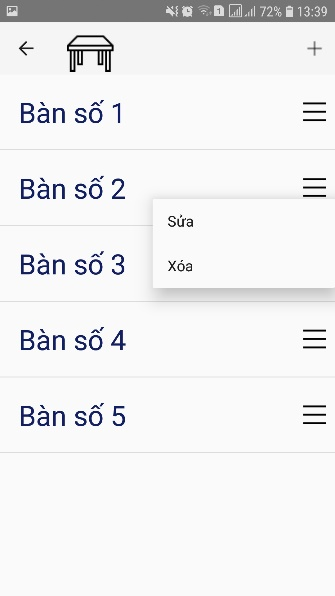 1 72% 13:39
Bàn số 1
Bàn số 2
Sửa
Bàn số 3
Xóa
Bàn số 4
Bàn số 5